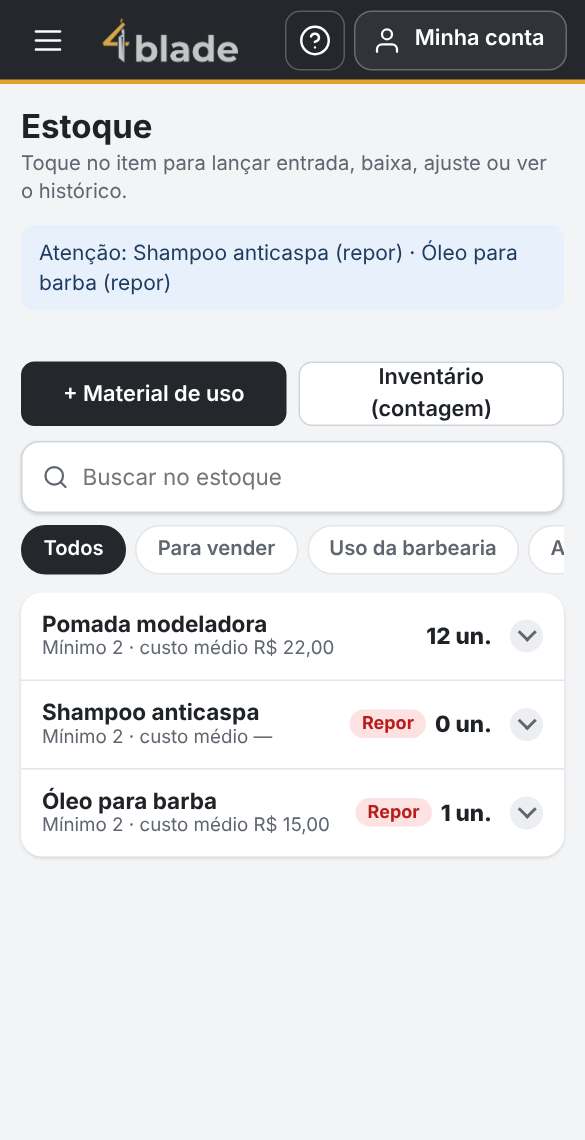 4blade
Minha conta
Estoque
Toque no item para lançar entrada, baixa, ajuste ou ver
o histórico.
Atenção: Shampoo anticaspa (repor) · Óleo para
barba (repor)
+ Material de uso
Inventário
(contagem)
Buscar no estoque
Todos
Para vender
Uso da barbearia
A
Pomada modeladora
Mínimo 2 · custo médio R$ 22,00
12 un.
Shampoo anticaspa
Mínimo 2 · custo médio —
Repor
0 un.
Óleo para barba
Mínimo 2 · custo médio R$ 15,00
Repor
1 un.